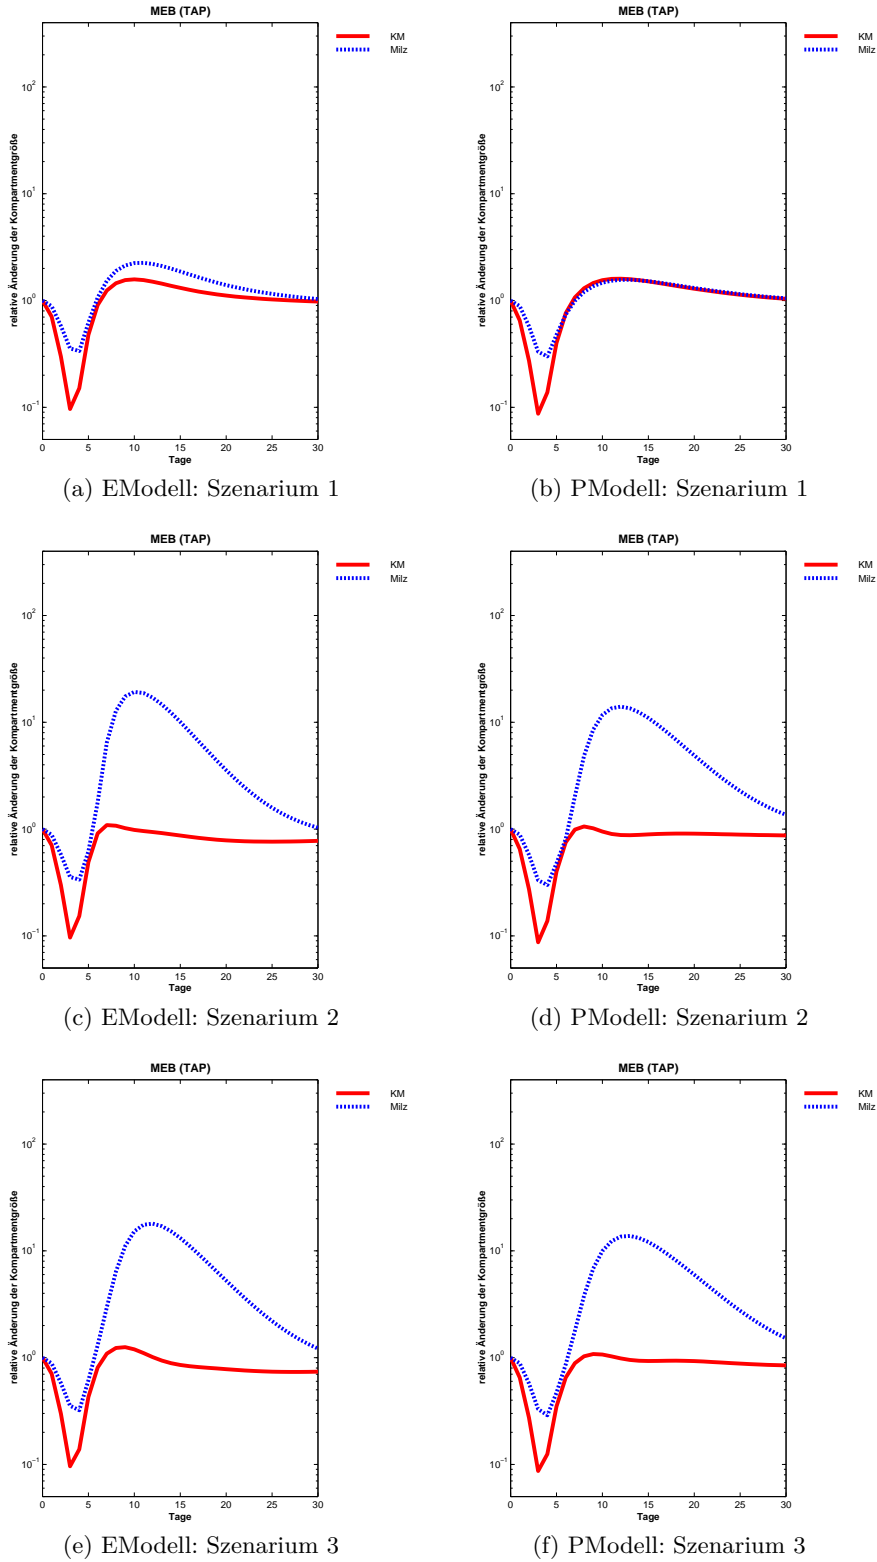 MEB (TAP)
KM
Milz
relative Änderung der Kompartmentgröße
10²
10¹
10⁰
10⁻¹
0 5 10 15 20 25 30
Tage
(a) EModell: Szenarium 1
MEB (TAP)
KM
Milz
relative Änderung der Kompartmentgröße
10²
10¹
10⁰
10⁻¹
0 5 10 15 20 25 30
Tage
(b) PModell: Szenarium 1
MEB (TAP)
KM
Milz
relative Änderung der Kompartmentgröße
10²
10¹
10⁰
10⁻¹
0 5 10 15 20 25 30
Tage
(c) EModell: Szenarium 2
MEB (TAP)
KM
Milz
relative Änderung der Kompartmentgröße
10²
10¹
10⁰
10⁻¹
0 5 10 15 20 25 30
Tage
(d) PModell: Szenarium 2
MEB (TAP)
KM
Milz
relative Änderung der Kompartmentgröße
10²
10¹
10⁰
10⁻¹
0 5 10 15 20 25 30
Tage
(e) EModell: Szenarium 3
MEB (TAP)
KM
Milz
relative Änderung der Kompartmentgröße
10²
10¹
10⁰
10⁻¹
0 5 10 15 20 25 30
Tage
(f) PModell: Szenarium 3